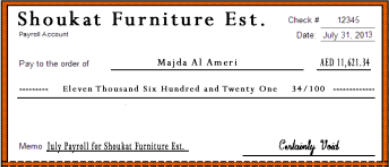 Shoukat Furniture Est. Check # 12345
Payroll Account Date: July 31, 2013
Pay to the order of Majda Al Ameri AED 11,621.34
--------- Eleven Thousand Six Hundred and Twenty One 34/100 -------------
Memo July Payroll for Shoukat Furniture Est. Certainly Void